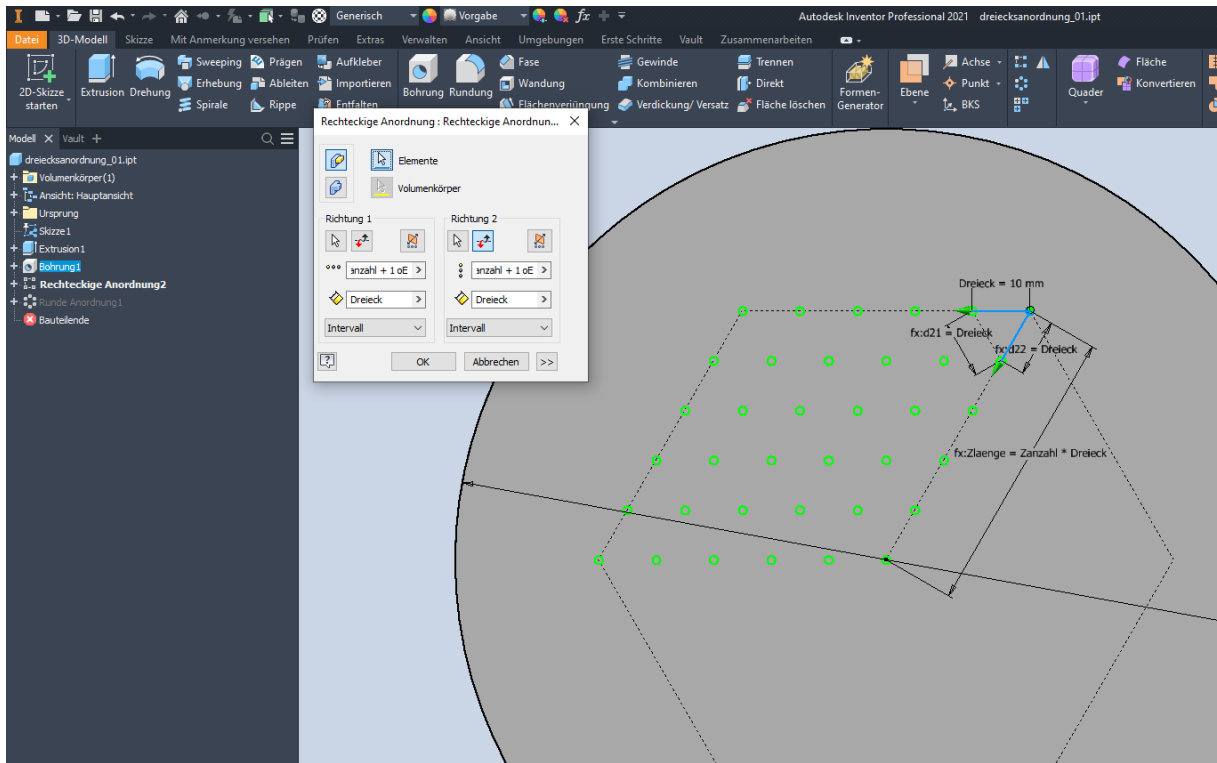 Generisch Vorgabe fx Autodesk Inventor Professional 2021 dreiecksanordnung_01.ipt
Datei 3D-Modell Skizze Mit Anmerkung versehen Prüfen Extras Verwalten Ansicht Umgebungen Erste Schritte Vault Zusammenarbeiten
Sweeping Prägen Aufkleber Fase Gewinde Trennen Achse Fläche
Erhebung Ableiten Importieren Wandung Kombinieren Direkt Punkt Konvertieren
2D-Skizze starten Extrusion Drehung Spirale Rippe Entfalten Bohrung Rundung Flächenverjüngung Verdickung/ Versatz Fläche löschen Formen-Generator Ebene BKS Quader
Modell Vault
dreiecksanordnung_01.ipt
Volumenkörper(1)
Ansicht: Hauptansicht
Ursprung
Skizze1
Extrusion1
Bohrung1
Rechteckige Anordnung2
Runde Anordnung1
Bauteilende
Rechteckige Anordnung : Rechteckige Anordnun...
Elemente
Volumenkörper
Richtung 1 Richtung 2
anzahl + 1 oE > anzahl + 1 oE >
Dreieck > Dreieck >
Intervall Intervall
OK Abbrechen >>
Dreieck = 10 mm
fx:d21 = Dreieck
fx:d22 = Dreieck
fx:Zlaenge = Zanzahl * Dreieck